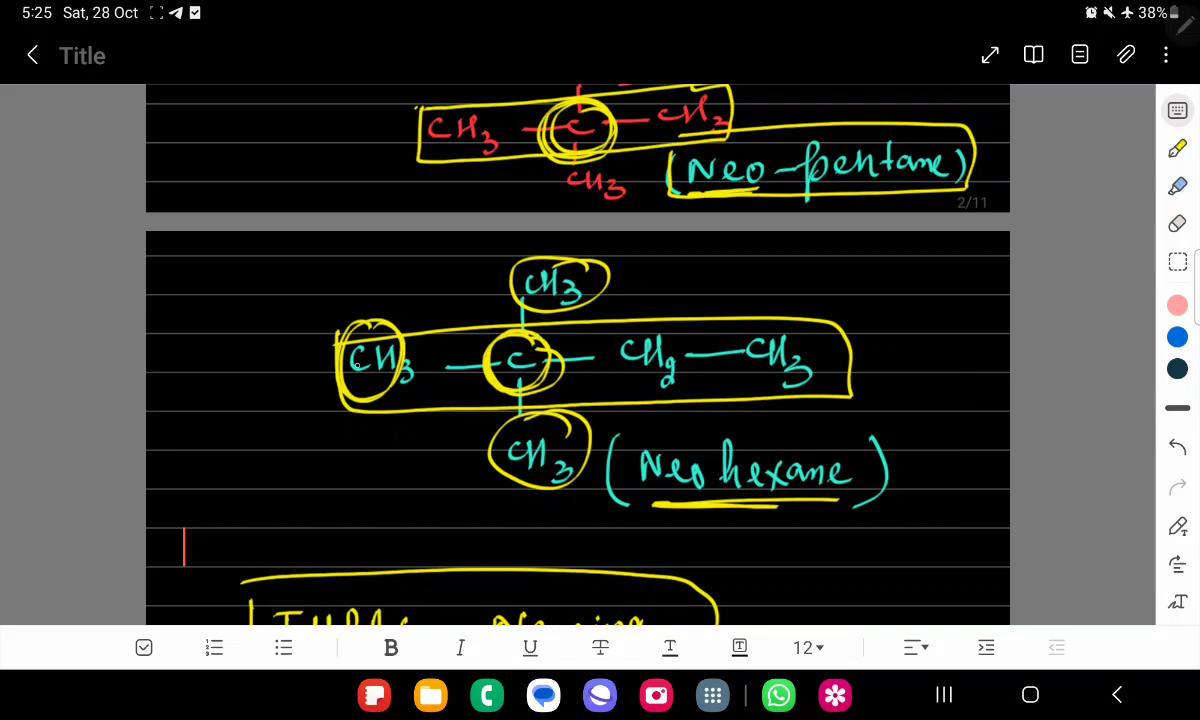 5:25 Sat, 28 Oct 38%
Title
CH3 — C — CH3
CH3
(Neo-pentane)
2/11
CH3
CH3 — C — CH2 — CH3
CH3
(Neo hexane)
B I U T T T 12